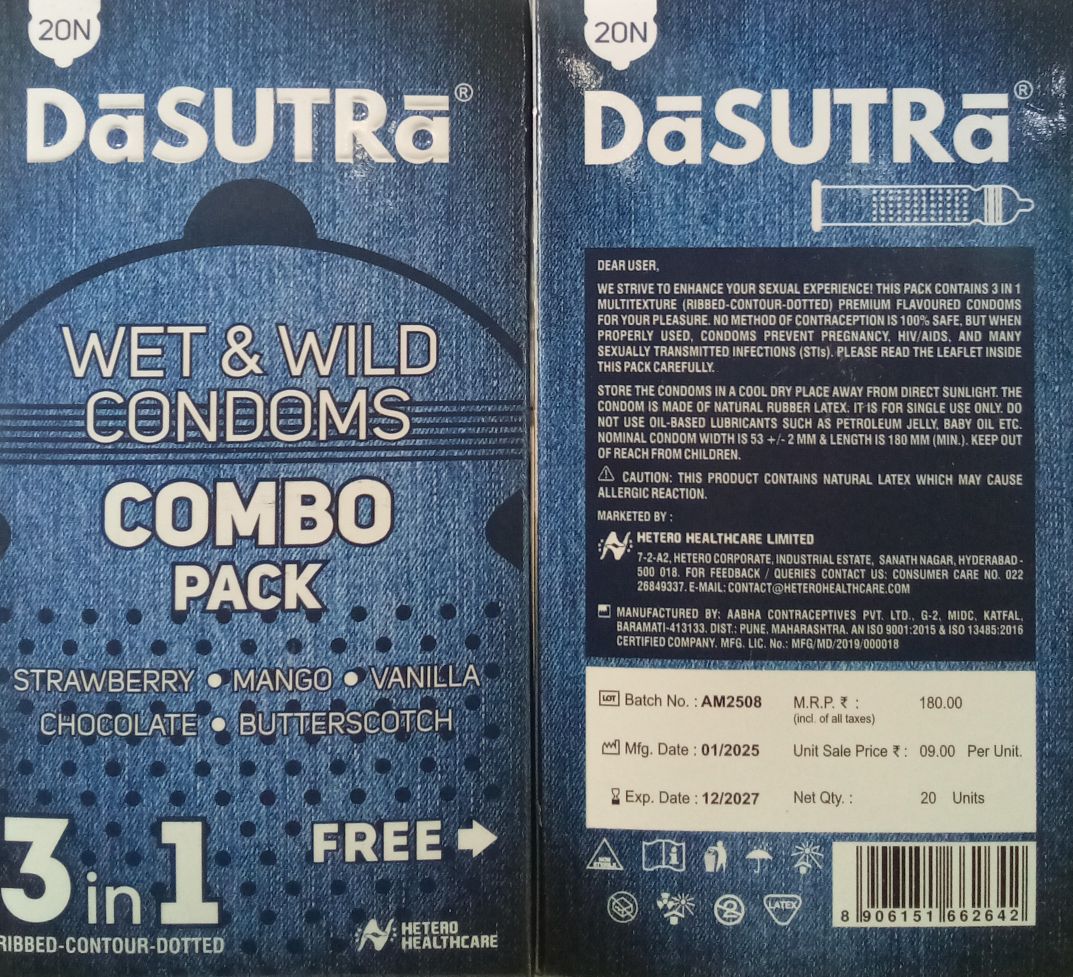 20N
DāSUTRā®
WET & WILD
CONDOMS
COMBO
PACK
STRAWBERRY • MANGO • VANILLA
CHOCOLATE • BUTTERSCOTCH
3 in 1
RIBBED-CONTOUR-DOTTED
FREE
HETERO
HEALTHCARE
20N
DāSUTRā®
DEAR USER,
WE STRIVE TO ENHANCE YOUR SEXUAL EXPERIENCE! THIS PACK CONTAINS 3 IN 1
MULTITEXTURE (RIBBED-CONTOUR-DOTTED) PREMIUM FLAVOURED CONDOMS
FOR YOUR PLEASURE. NO METHOD OF CONTRACEPTION IS 100% SAFE, BUT WHEN
PROPERLY USED, CONDOMS PREVENT PREGNANCY, HIV/AIDS, AND MANY
SEXUALLY TRANSMITTED INFECTIONS (STIs). PLEASE READ THE LEAFLET INSIDE
THIS PACK CAREFULLY.
STORE THE CONDOMS IN A COOL DRY PLACE AWAY FROM DIRECT SUNLIGHT. THE
CONDOM IS MADE OF NATURAL RUBBER LATEX. IT IS FOR SINGLE USE ONLY. DO
NOT USE OIL-BASED LUBRICANTS SUCH AS PETROLEUM JELLY, BABY OIL ETC.
NOMINAL CONDOM WIDTH IS 53 +/- 2 MM & LENGTH IS 180 MM (MIN.). KEEP OUT
OF REACH FROM CHILDREN.
CAUTION: THIS PRODUCT CONTAINS NATURAL LATEX WHICH MAY CAUSE
ALLERGIC REACTION.
MARKETED BY :
HETERO HEALTHCARE LIMITED
7-2-A2, HETERO CORPORATE, INDUSTRIAL ESTATE, SANATH NAGAR, HYDERABAD -
500 018. FOR FEEDBACK / QUERIES CONTACT US: CONSUMER CARE NO. 022
26849337. E-MAIL: CONTACT@HETEROHEALTHCARE.COM
MANUFACTURED BY: AABHA CONTRACEPTIVES PVT. LTD., G-2, MIDC, KATFAL,
BARAMATI-413133. DIST.: PUNE, MAHARASHTRA. AN ISO 9001:2015 & ISO 13485:2016
CERTIFIED COMPANY. MFG. LIC. No.: MFG/MD/2019/000018
LOT Batch No. : AM2508 M.R.P. ₹ : 180.00
(incl. of all taxes)
Mfg. Date : 01/2025 Unit Sale Price ₹ : 09.00 Per Unit.
Exp. Date : 12/2027 Net Qty. : 20 Units
NON
STERILE
2
LATEX
8 906151 662642